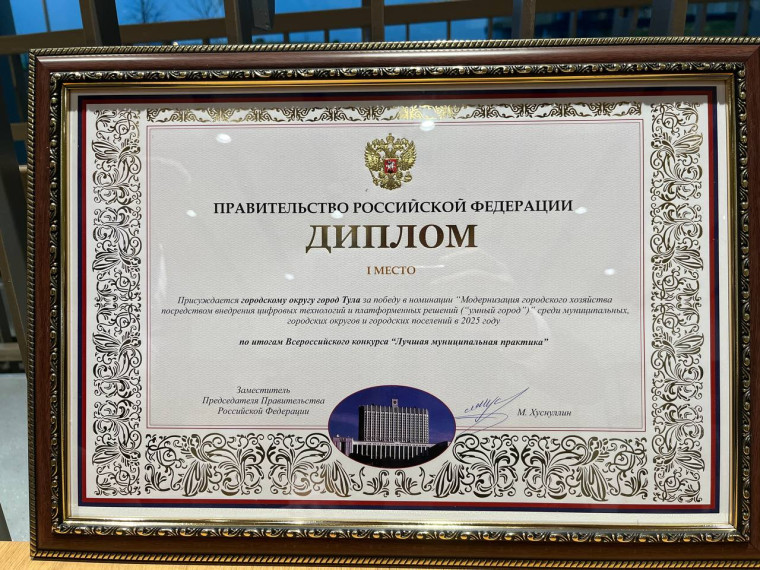 ПРАВИТЕЛЬСТВО РОССИЙСКОЙ ФЕДЕРАЦИИ
ДИПЛОМ
I МЕСТО
Присуждается городскому округу город Тула за победу в номинации “Модернизация городского хозяйства
посредством внедрения цифровых технологий и платформенных решений (“умный город”)” среди муниципальных,
городских округов и городских поселений в 2025 году
по итогам Всероссийского конкурса “Лучшая муниципальная практика”
Заместитель
Председателя Правительства
Российской Федерации
М. Хуснуллин